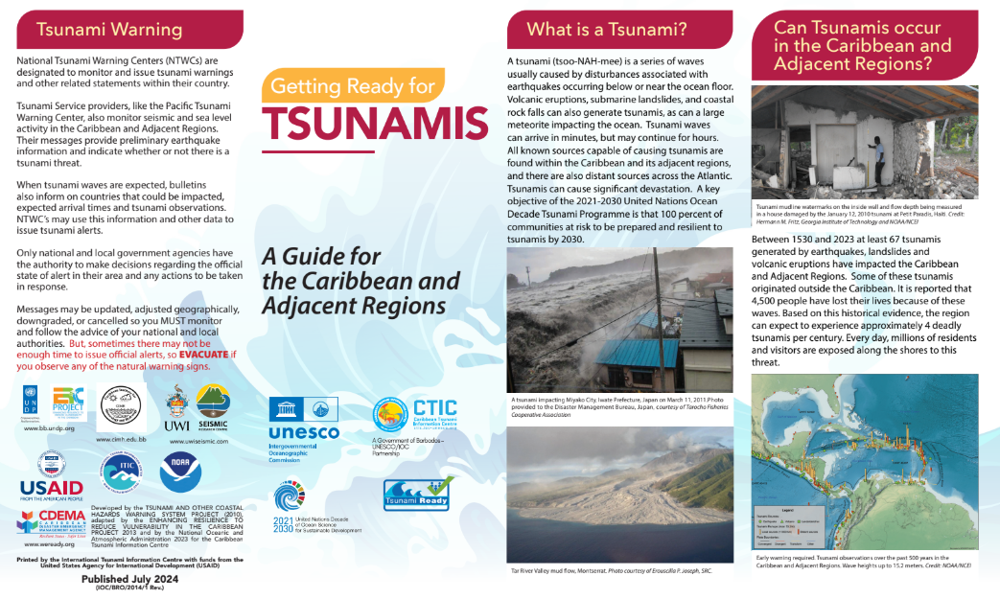 Tsunami Warning
National Tsunami Warning Centers (NTWCs) are
designated to monitor and issue tsunami warnings
and other related statements within their country.
Tsunami Service providers, like the Pacific Tsunami
Warning Center, also monitor seismic and sea level
activity in the Caribbean and Adjacent Regions.
Their messages provide preliminary earthquake
information and indicate whether or not there is a
tsunami threat.
When tsunami waves are expected, bulletins
also inform on countries that could be impacted,
expected arrival times and tsunami observations.
NTWC's may use this information and other data to
issue tsunami alerts.
Only national and local government agencies have
the authority to make decisions regarding the official
state of alert in their area and any actions to be taken
in response.
Messages may be updated, adjusted geographically,
downgraded, or cancelled so you MUST monitor
and follow the advice of your national and local
authorities. But, sometimes there may not be
enough time to issue official alerts, so EVACUATE if
you observe any of the natural warning signs.
UN
DP
ERIC
PROJECT
www.bb.undp.org
CIMH
www.cimh.edu.bb
UWI SEISMIC
RESEARCH CENTRE
www.uwiseismic.com
USAID
FROM THE AMERICAN PEOPLE
ITIC
NOAA
CDEMA
CARIBBEAN
DISASTER EMERGENCY
MANAGEMENT AGENCY
www.weready.org
Developed by the TSUNAMI AND OTHER COASTAL
HAZARDS WARNING SYSTEM PROJECT (2010),
adapted by the ENHANCING RESILIENCE TO
REDUCE VULNERABILITY IN THE CARIBBEAN
PROJECT 2013 and by the National Oceanic and
Atmospheric Administration 2023 for the Caribbean
Tsunami Information Centre
Printed by the International Tsunami Information Centre with funds from the
United States Agency for International Development (USAID)
Published July 2024
(IOC/BRO/2014/1 Rev.)
Getting Ready for
TSUNAMIS
A Guide for
the Caribbean and
Adjacent Regions
unesco
Intergovernmental
Oceanographic
Commission
CTIC
Caribbean Tsunami
Information Centre
A Government of Barbados–
UNESCO/IOC
Partnership
2021 United Nations Decade
2030 of Ocean Science
for Sustainable Development
Tsunami Ready
What is a Tsunami?
A tsunami (tsoo-NAH-mee) is a series of waves
usually caused by disturbances associated with
earthquakes occurring below or near the ocean floor.
Volcanic eruptions, submarine landslides, and coastal
rock falls can also generate tsunamis, as can a large
meteorite impacting the ocean. Tsunami waves
can arrive in minutes, but may continue for hours.
All known sources capable of causing tsunamis are
found within the Caribbean and its adjacent regions,
and there are also distant sources across the Atlantic.
Tsunamis can cause significant devastation. A key
objective of the 2021-2030 United Nations Ocean
Decade Tsunami Programme is that 100 percent of
communities at risk to be prepared and resilient to
tsunamis by 2030.
A tsunami impacting Miyako City, Iwate Prefecture, Japan on March 11, 2011.Photo
provided to the Disaster Management Bureau, Japan, courtesy of Tarocho Fisheries
Cooperative Association
Tar River Valley mud flow, Montserrat. Photo courtesy of Erouscilla P. Joseph, SRC.
Can Tsunamis occur
in the Caribbean and
Adjacent Regions?
Tsunami mudline watermarks on the inside wall and flow depth being measured
in a house damaged by the January 12, 2010 tsunami at Petit Paradis, Haiti. Credit:
Hermann M. Fritz, Georgia Institute of Technology and NOAA/NCEI
Between 1530 and 2023 at least 67 tsunamis
generated by earthquakes, landslides and
volcanic eruptions have impacted the Caribbean
and Adjacent Regions. Some of these tsunamis
originated outside the Caribbean. It is reported that
4,500 people have lost their lives because of these
waves. Based on this historical evidence, the region
can expect to experience approximately 4 deadly
tsunamis per century. Every day, millions of residents
and visitors are exposed along the shores to this
threat.
Legend
Early warning required. Tsunami observations over the past 500 years in the
Caribbean and Adjacent Regions. Wave heights up to 15.2 meters. Credit: NOAA/NCEI